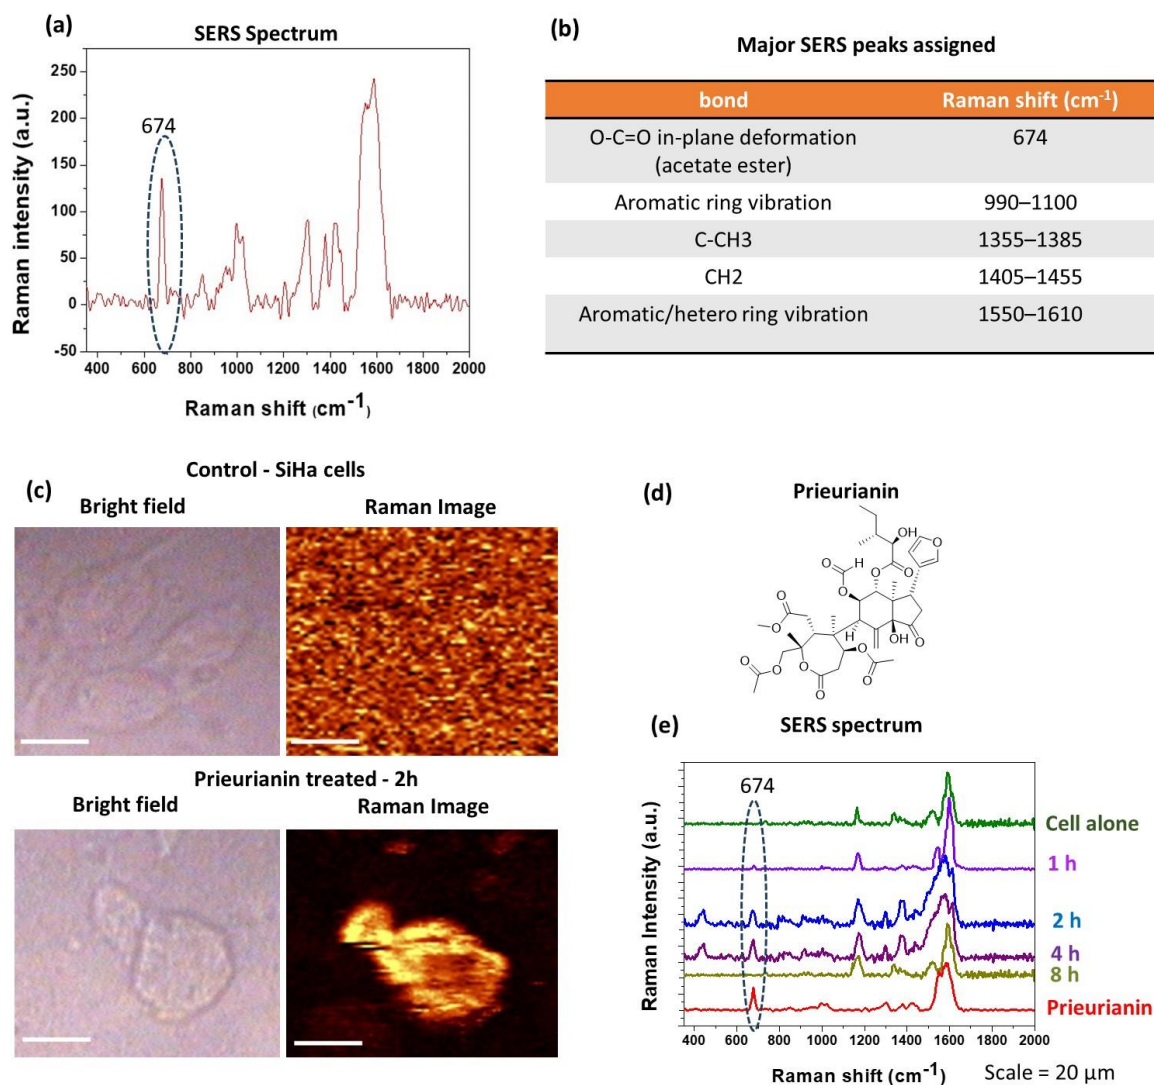 (a)
SERS Spectrum
674
Raman intensity (a.u.)
250
200
150
100
50
0
-50
400 600 800 1000 1200 1400 1600 1800 2000
Raman shift (cm-1)
(b)
Major SERS peaks assigned
bond Raman shift (cm-1)
O-C=O in-plane deformation 674
(acetate ester)
Aromatic ring vibration 990–1100
C-CH3 1355–1385
CH2 1405–1455
Aromatic/hetero ring vibration 1550–1610
Control - SiHa cells
(c)
Bright field Raman Image
Prieurianin treated - 2h
Bright field Raman Image
(d)
Prieurianin
OH
O
O H
O O
O O
O
O
OH O
O
O O
O O
O
(e)
SERS spectrum
674
Raman Intensity (a.u.)
Cell alone
1 h
2 h
4 h
8 h
Prieurianin
400 600 800 1000 1200 1400 1600 1800 2000
Raman shift (cm-1)
Scale = 20 μm